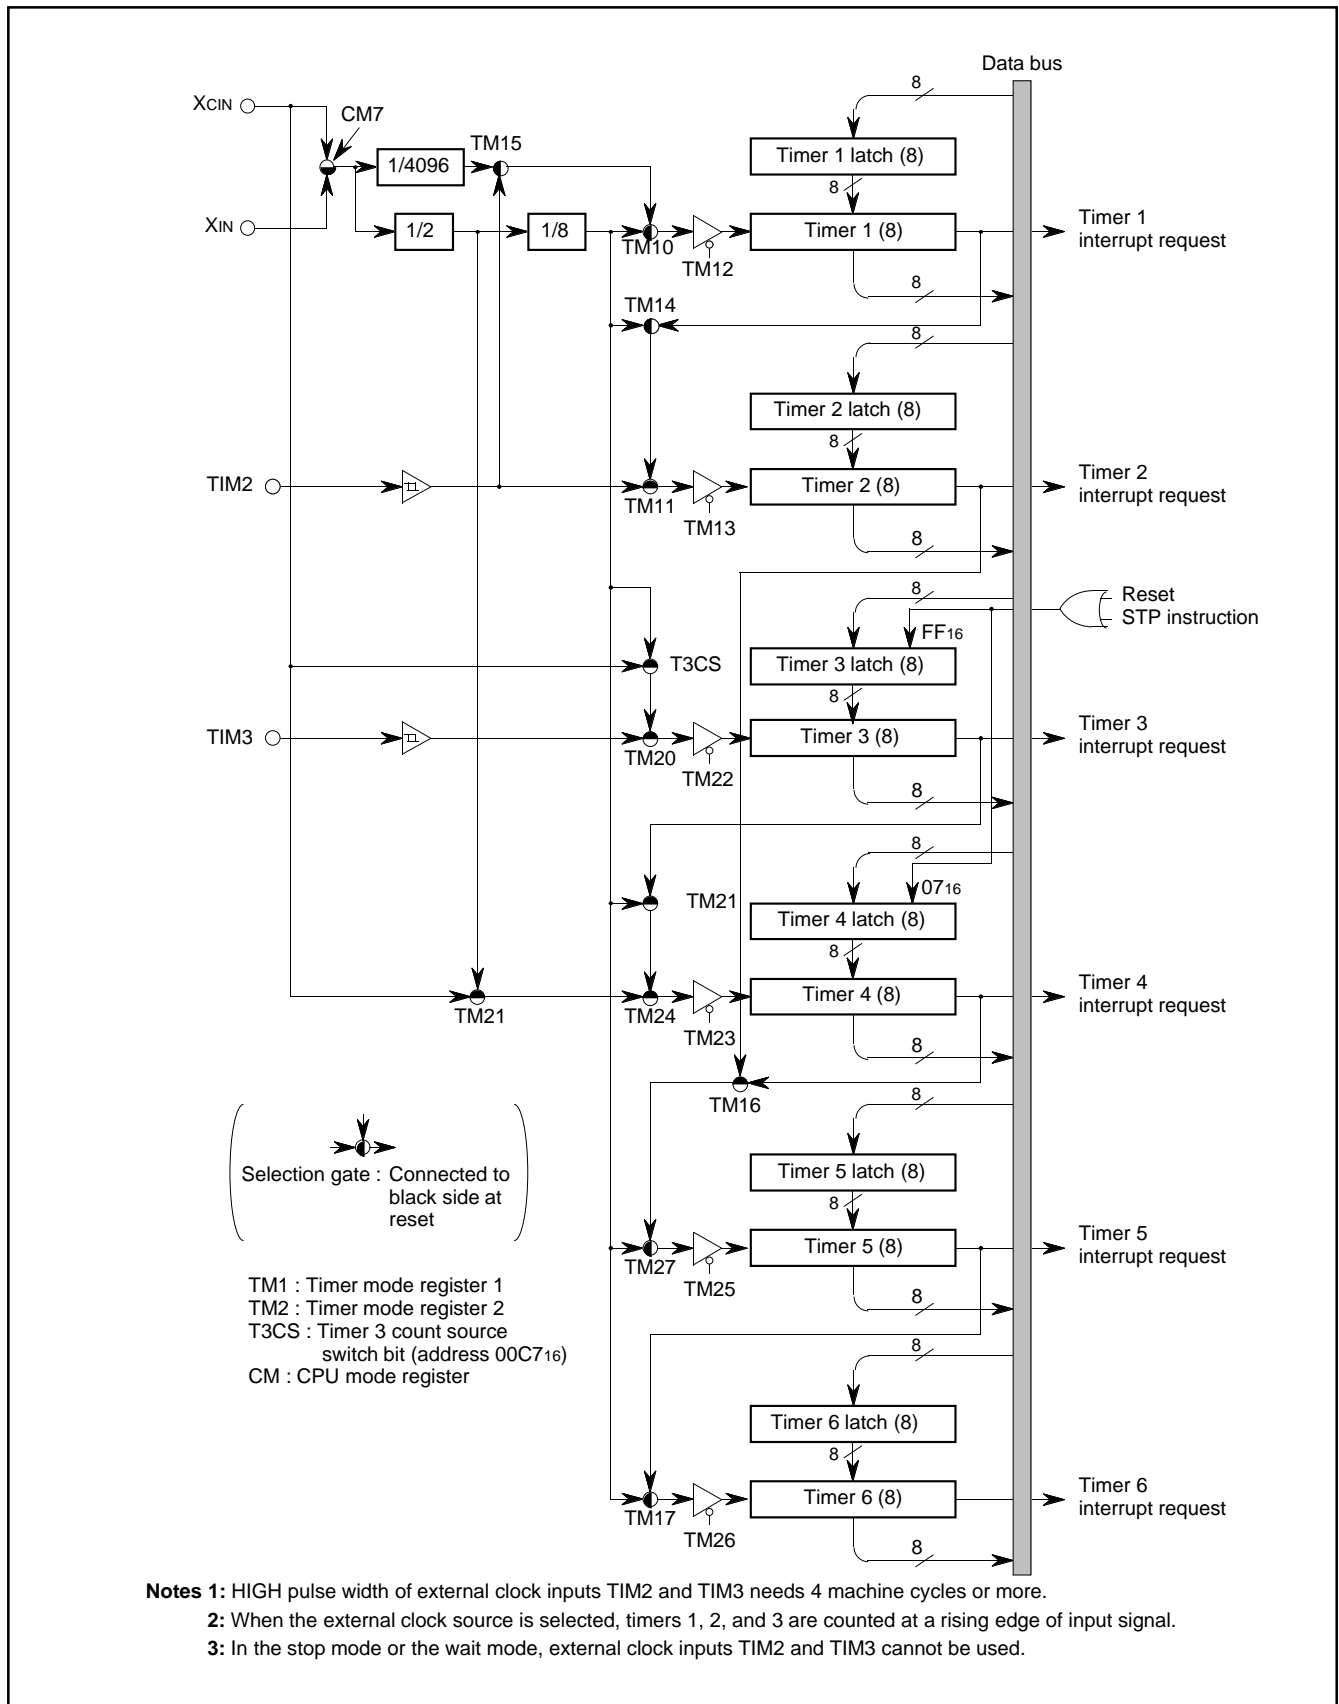 Data bus
8
XCIN
CM7
TM15
1/4096
Timer 1 latch (8)
8
XIN
1/2
1/8
TM10
TM12
Timer 1 (8)
Timer 1
interrupt request
8
TM14
8
Timer 2 latch (8)
8
TIM2
TM11
TM13
Timer 2 (8)
Timer 2
interrupt request
8
8
Reset
STP instruction
FF16
T3CS
Timer 3 latch (8)
8
TIM3
TM20
TM22
Timer 3 (8)
Timer 3
interrupt request
8
8
0716
TM21
Timer 4 latch (8)
8
TM21
TM24
TM23
Timer 4 (8)
Timer 4
interrupt request
8
TM16
8
Selection gate : Connected to
black side at
reset
Timer 5 latch (8)
8
TM27
TM25
Timer 5 (8)
Timer 5
interrupt request
8
TM1 : Timer mode register 1
TM2 : Timer mode register 2
T3CS : Timer 3 count source
switch bit (address 00C716)
CM : CPU mode register
8
Timer 6 latch (8)
8
TM17
TM26
Timer 6 (8)
Timer 6
interrupt request
8
Notes 1: HIGH pulse width of external clock inputs TIM2 and TIM3 needs 4 machine cycles or more.
2: When the external clock source is selected, timers 1, 2, and 3 are counted at a rising edge of input signal.
3: In the stop mode or the wait mode, external clock inputs TIM2 and TIM3 cannot be used.